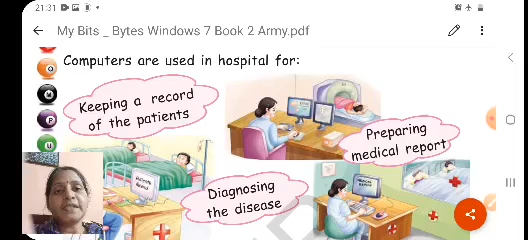 21:31
My Bits _ Bytes Windows 7 Book 2 Army.pdf
Computers are used in hospital for:
Keeping a record
of the patients
Preparing
medical report
Diagnosing
the disease
Q
M
P
U